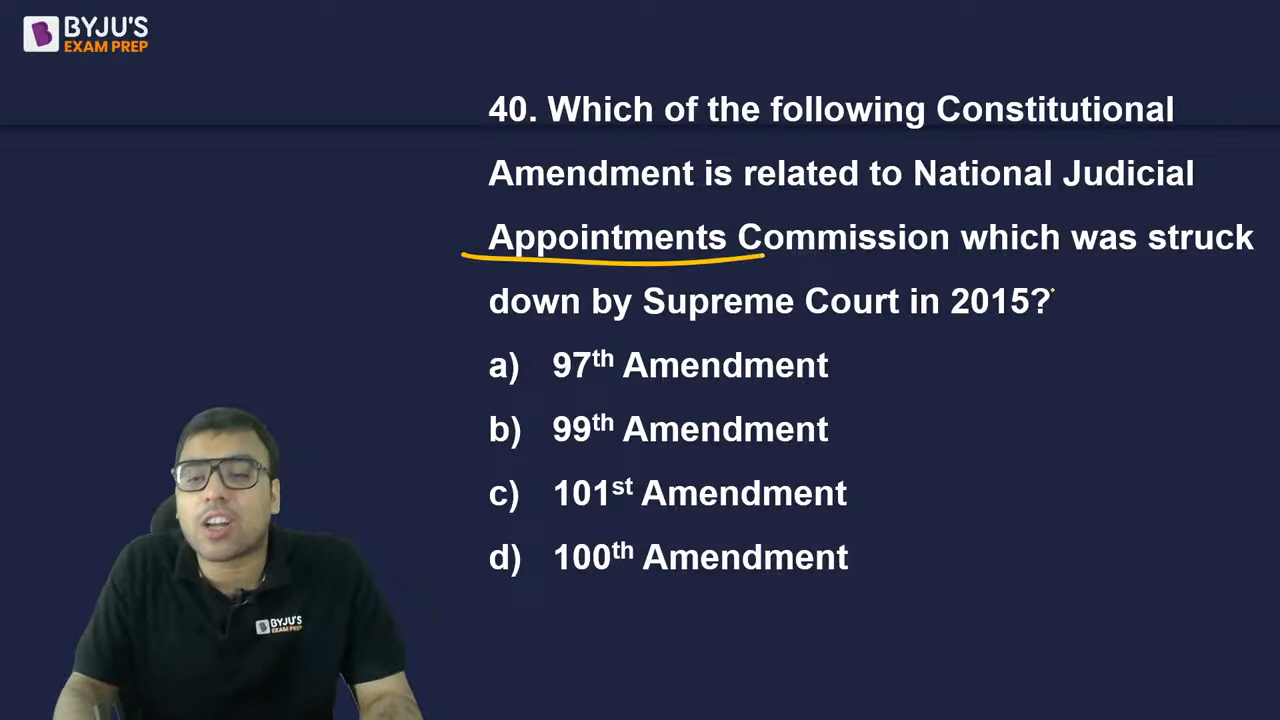 BYJU'S
EXAM PREP
40. Which of the following Constitutional
Amendment is related to National Judicial
Appointments Commission which was struck
down by Supreme Court in 2015?
a) 97th Amendment
b) 99th Amendment
c) 101st Amendment
d) 100th Amendment
BYJU'S
EXAM PREP